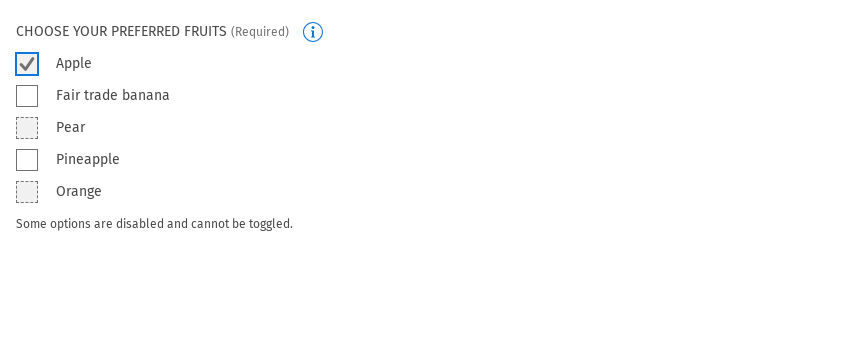 CHOOSE YOUR PREFERRED FRUITS (Required)
Apple
Fair trade banana
Pear
Pineapple
Orange
Some options are disabled and cannot be toggled.